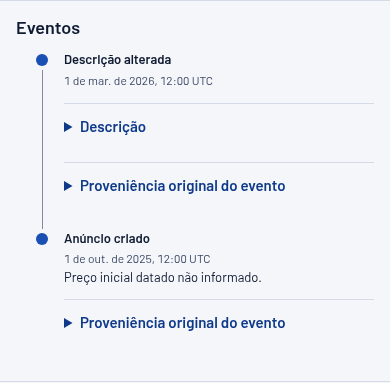 Eventos
Descrição alterada
1 de mar. de 2026, 12:00 UTC
Descrição
Proveniência original do evento
Anúncio criado
1 de out. de 2025, 12:00 UTC
Preço inicial datado não informado.
Proveniência original do evento